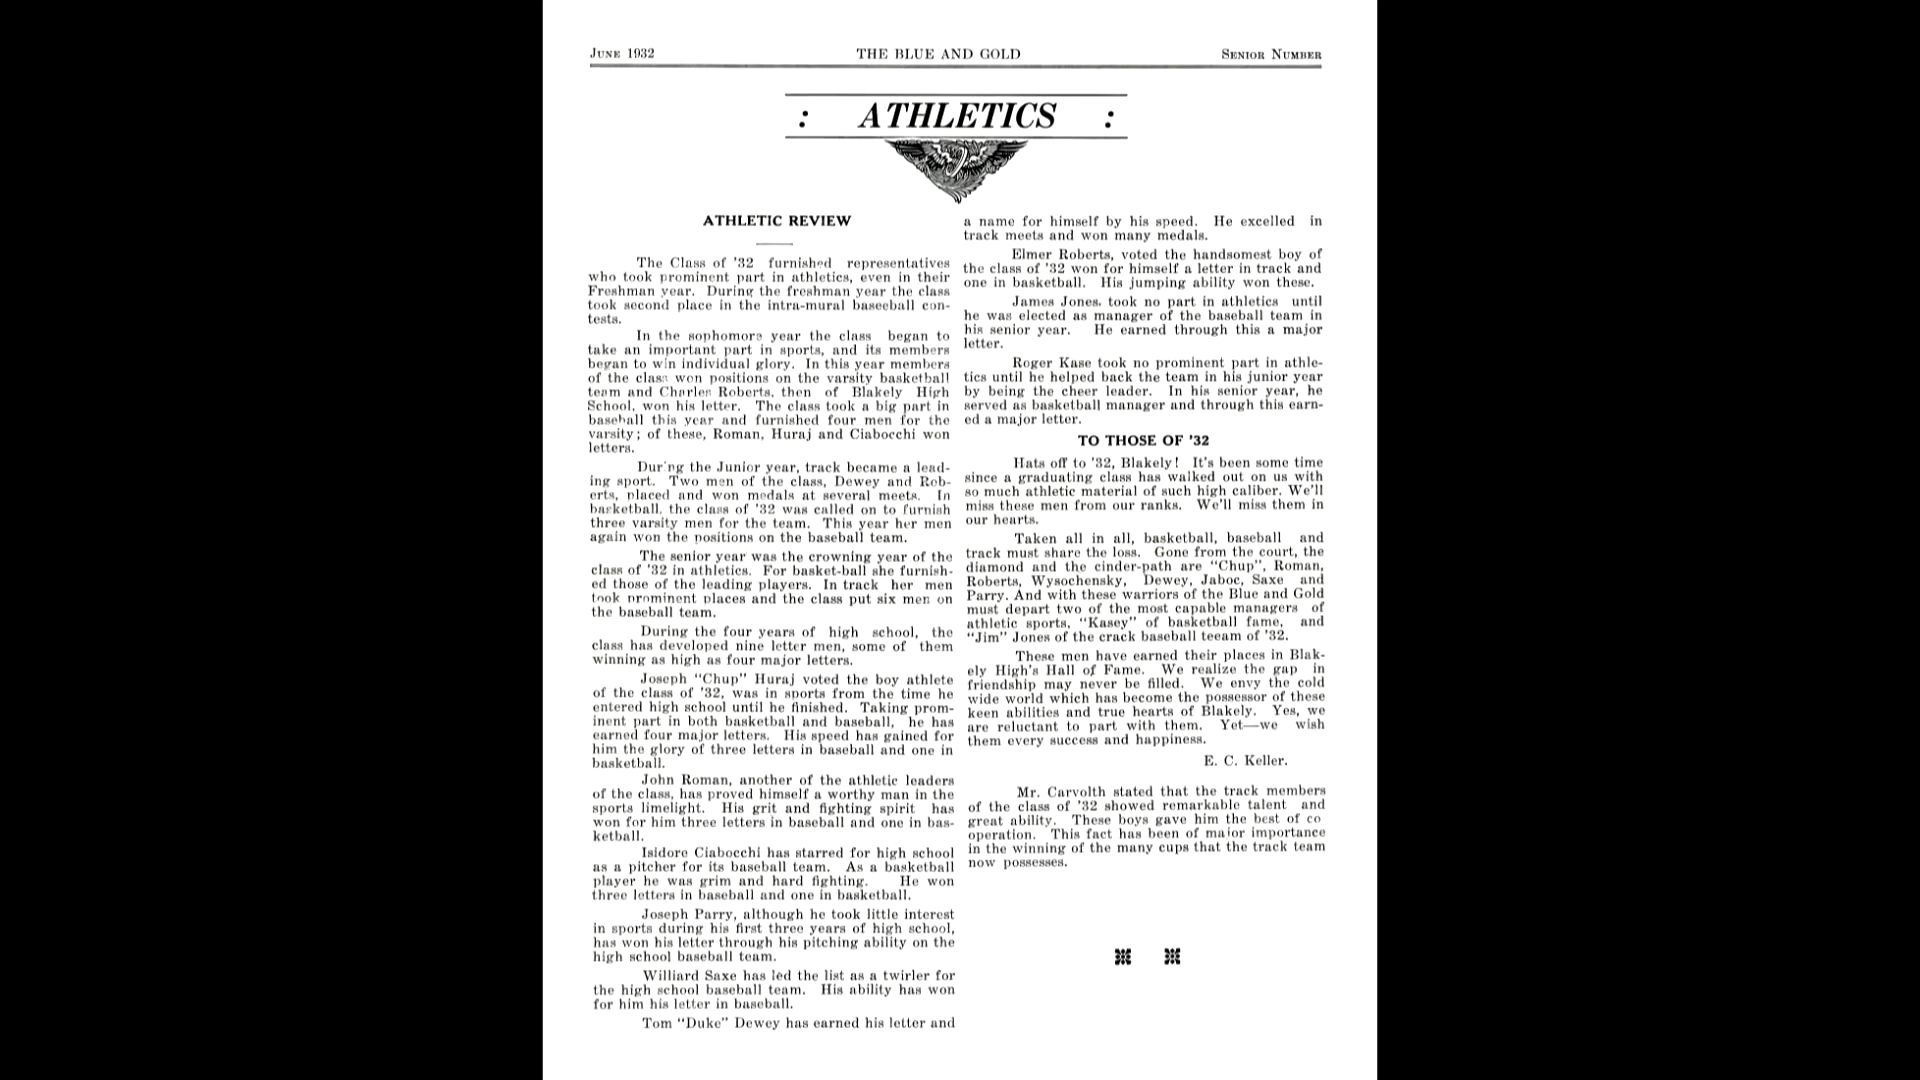 JUNE 1932 THE BLUE AND GOLD SENIOR NUMBER
: ATHLETICS :
ATHLETIC REVIEW
The Class of '32 furnished representatives
who took prominent part in athletics, even in their
Freshman year. During the freshman year the class
took second place in the intra-mural baseeball con-
tests.
In the sophomore year the class began to
take an important part in sports, and its members
began to win individual glory. In this year members
of the class won positions on the varsity basketball
team and Charles Roberts, then of Blakely High
School, won his letter. The class took a big part in
baseball this year and furnished four men for the
varsity; of these, Roman, Huraj and Ciabocchi won
letters.
During the Junior year, track became a lead-
ing sport. Two men of the class, Dewey and Rob-
erts, placed and won medals at several meets. In
basketball, the class of '32 was called on to furnish
three varsity men for the team. This year her men
again won the positions on the baseball team.
The senior year was the crowning year of the
class of '32 in athletics. For basket-ball she furnish-
ed those of the leading players. In track her men
took prominent places and the class put six men on
the baseball team.
During the four years of high school, the
class has developed nine letter men, some of them
winning as high as four major letters.
Joseph "Chup" Huraj voted the boy athlete
of the class of '32, was in sports from the time he
entered high school until he finished. Taking prom-
inent part in both basketball and baseball, he has
earned four major letters. His speed has gained for
him the glory of three letters in baseball and one in
basketball.
John Roman, another of the athletic leaders
of the class, has proved himself a worthy man in the
sports limelight. His grit and fighting spirit has
won for him three letters in baseball and one in bas-
ketball.
Isidore Ciabocchi has starred for high school
as a pitcher for its baseball team. As a basketball
player he was grim and hard fighting. He won
three letters in baseball and one in basketball.
Joseph Parry, although he took little interest
in sports during his first three years of high school,
has won his letter through his pitching ability on the
high school baseball team.
Williard Saxe has led the list as a twirler for
the high school baseball team. His ability has won
for him his letter in baseball.
Tom "Duke" Dewey has earned his letter and
a name for himself by his speed. He excelled in
track meets and won many medals.
Elmer Roberts, voted the handsomest boy of
the class of '32 won for himself a letter in track and
one in basketball. His jumping ability won these.
James Jones. took no part in athletics until
he was elected as manager of the baseball team in
his senior year. He earned through this a major
letter.
Roger Kase took no prominent part in athle-
tics until he helped back the team in his junior year
by being the cheer leader. In his senior year, he
served as basketball manager and through this earn-
ed a major letter.
TO THOSE OF '32
Hats off to '32, Blakely! It's been some time
since a graduating class has walked out on us with
so much athletic material of such high caliber. We'll
miss these men from our ranks. We'll miss them in
our hearts.
Taken all in all, basketball, baseball and
track must share the loss. Gone from the court, the
diamond and the cinder-path are "Chup", Roman,
Roberts, Wysochensky, Dewey, Jaboc, Saxe and
Parry. And with these warriors of the Blue and Gold
must depart two of the most capable managers of
athletic sports, "Kasey" of basketball fame, and
"Jim" Jones of the crack baseball teeam of '32.
These men have earned their places in Blak-
ely High's Hall of Fame. We realize the gap in
friendship may never be filled. We envy the cold
wide world which has become the possessor of these
keen abilities and true hearts of Blakely. Yes, we
are reluctant to part with them. Yet—we wish
them every success and happiness.
E. C. Keller.
Mr. Carvolth stated that the track members
of the class of '32 showed remarkable talent and
great ability. These boys gave him the best of co
operation. This fact has been of major importance
in the winning of the many cups that the track team
now possesses.